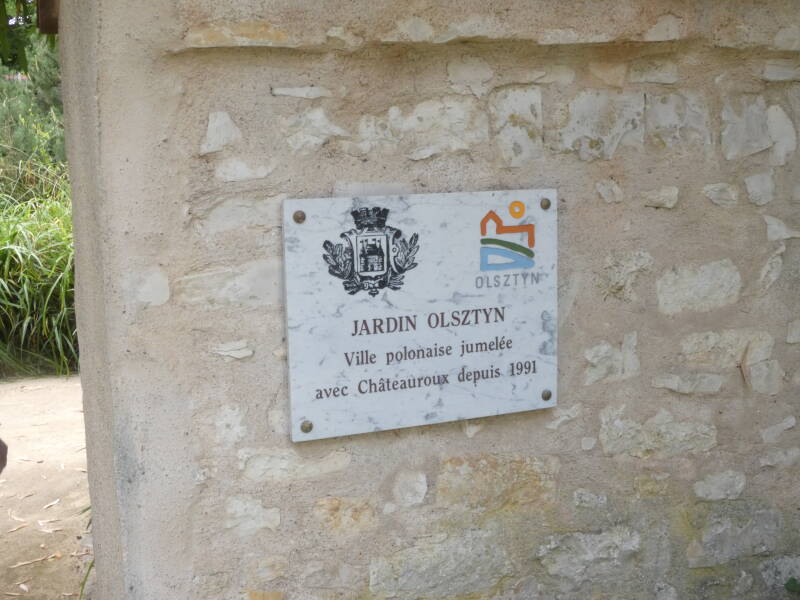 OLSZTYN
JARDIN OLSZTYN
Ville polonaise jumelée
avec Châteauroux depuis 1991